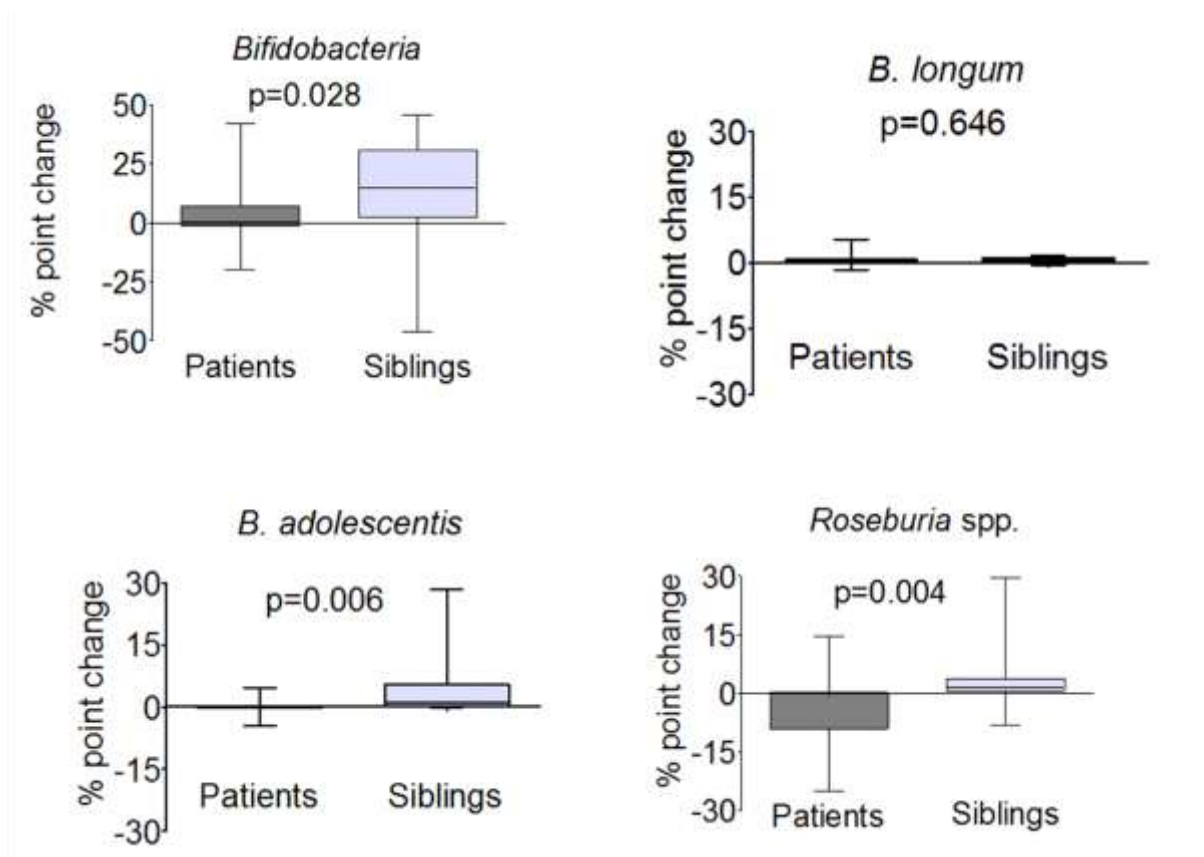 Bifidobacteria
p=0.028
% point change
50
25
0
-25
-50
Patients Siblings
B. longum
p=0.646
% point change
30
15
0
-15
-30
Patients Siblings
B. adolescentis
p=0.006
% point change
30
15
0
-15
-30
Patients Siblings
Roseburia spp.
p=0.004
% point change
30
15
0
-15
-30
Patients Siblings